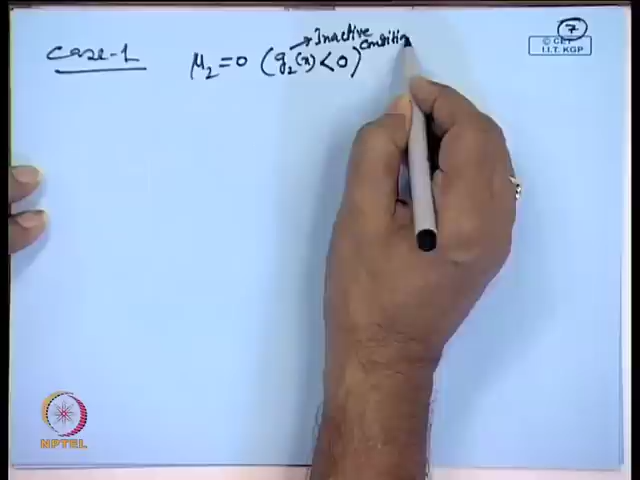 Case-1
μ₂ = 0 (g₂(x) < 0)
Inactive
Condition
7
© CET
I.I.T. KGP
NPTEL